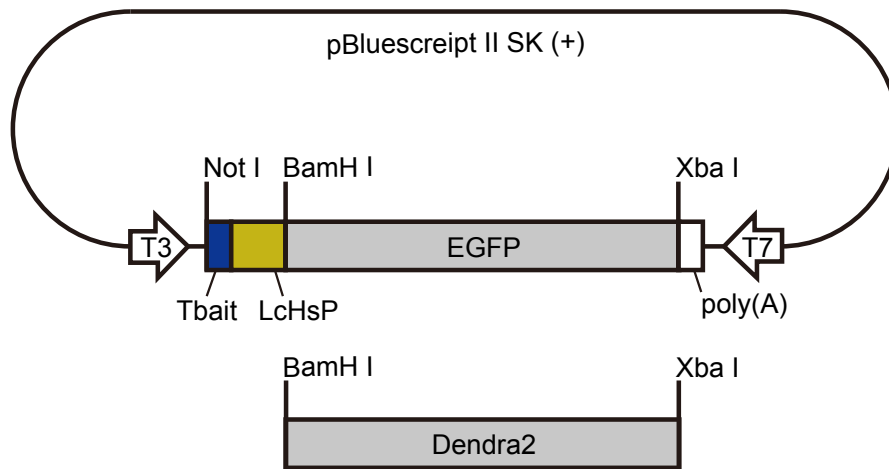 pBluescreipt II SK (+)
Not I BamH I Xba I
T3 EGFP T7
Tbait LcHsP poly(A)
BamH I Xba I
Dendra2